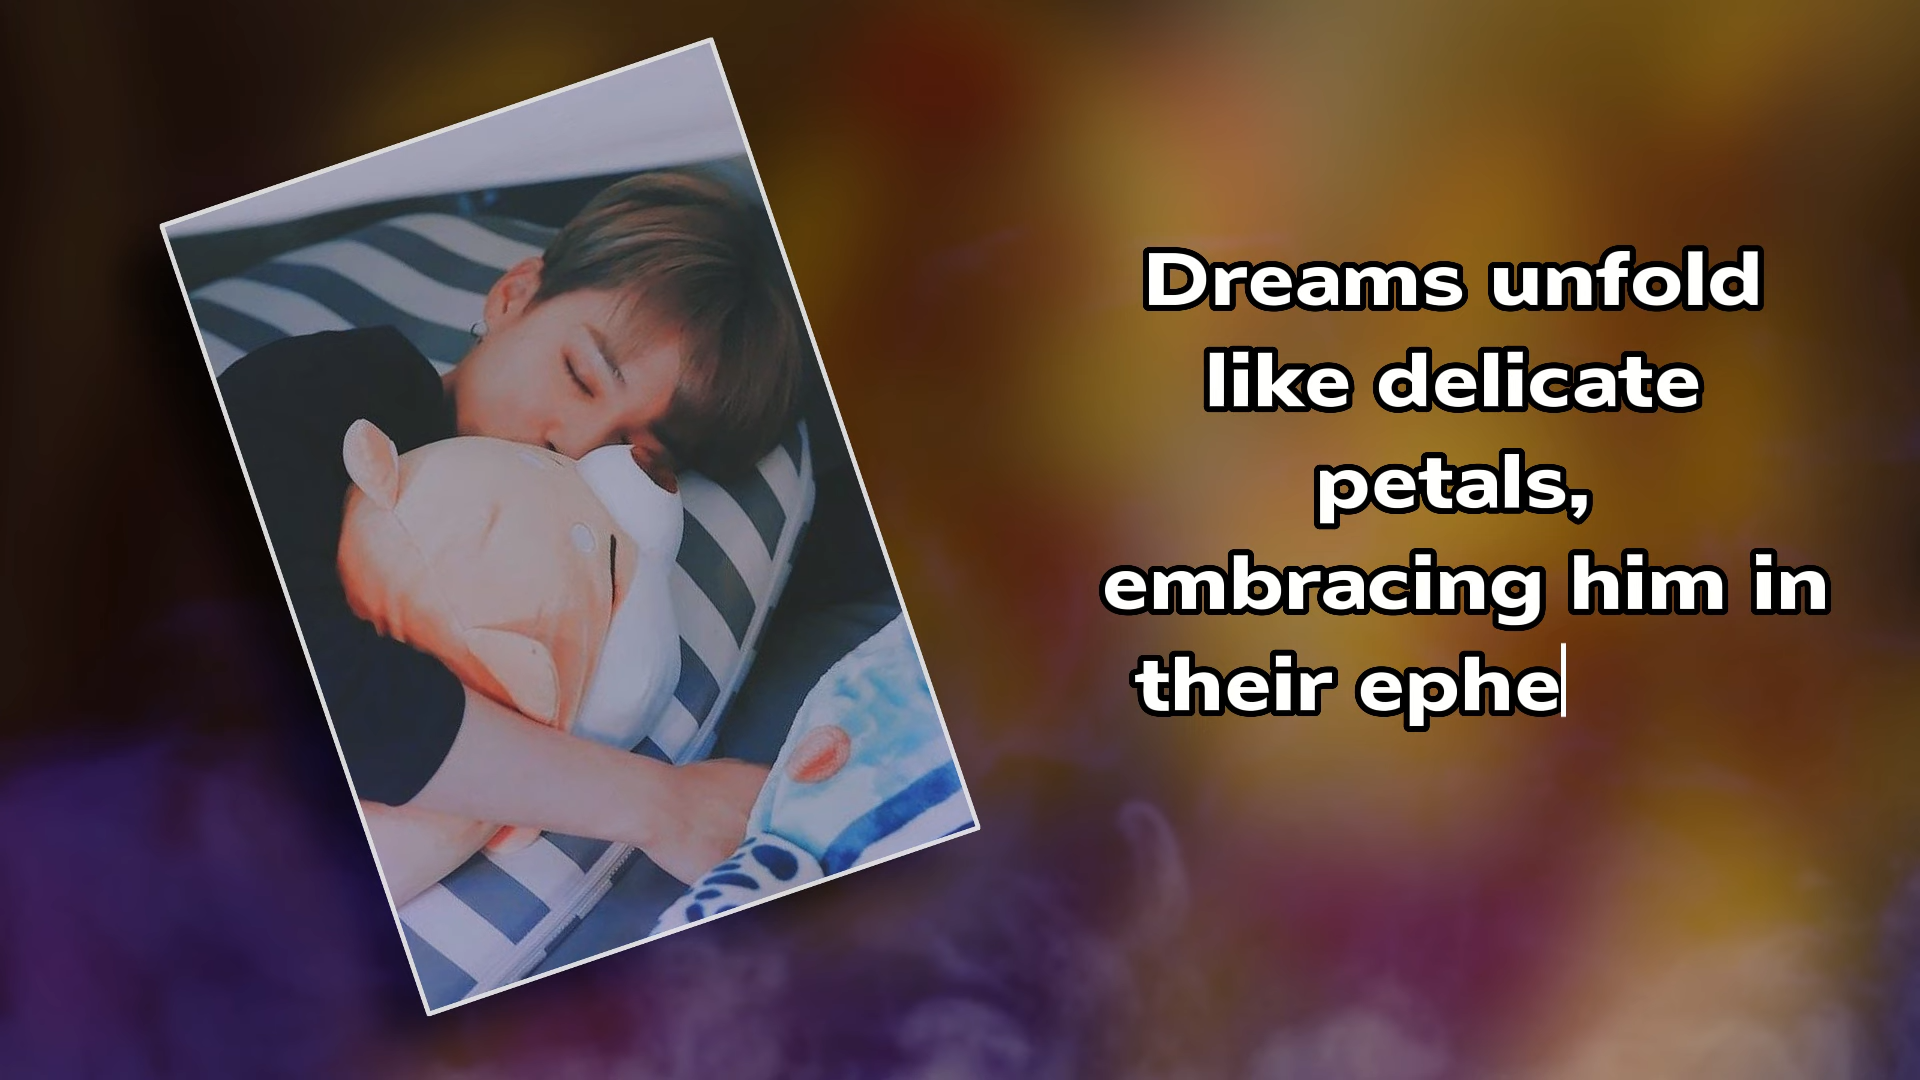 Dreams unfold
like delicate
petals,
embracing him in
their ephe